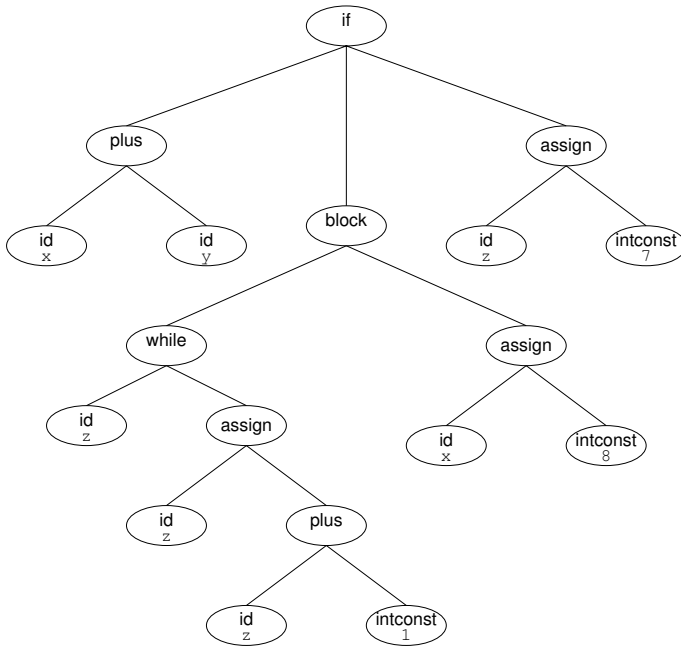 if
plus
assign
id
x
id
y
block
id
z
intconst
7
while
assign
id
z
assign
id
x
intconst
8
id
z
plus
id
z
intconst
1